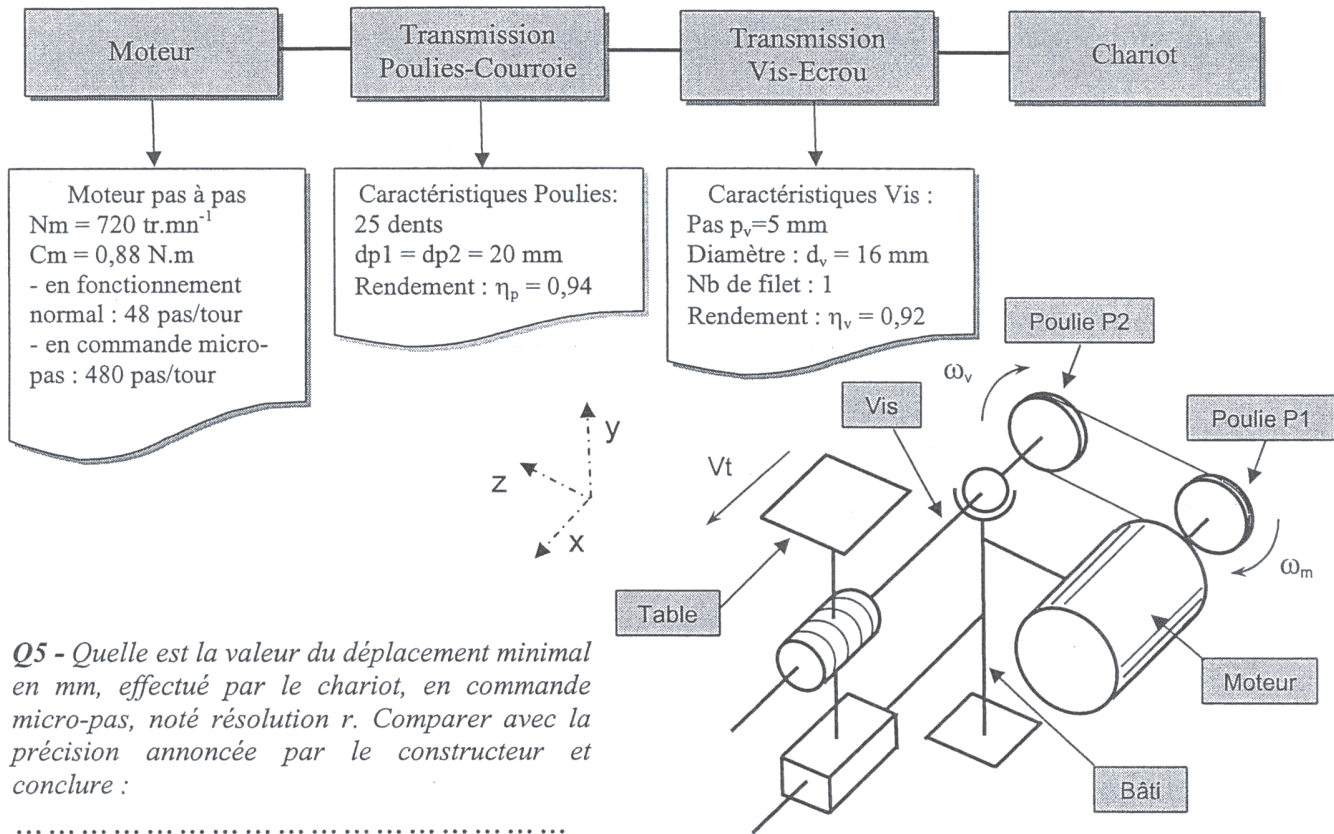 Moteur
Transmission
Poulies-Courroie
Transmission
Vis-Ecrou
Chariot
Moteur pas à pas
Nm = 720 tr.mn⁻¹
Cm = 0,88 N.m
- en fonctionnement
normal : 48 pas/tour
- en commande micro-
pas : 480 pas/tour
Caractéristiques Poulies:
25 dents
dp1 = dp2 = 20 mm
Rendement : ηp = 0,94
Caractéristiques Vis :
Pas pv=5 mm
Diamètre : dv = 16 mm
Nb de filet : 1
Rendement : ηv = 0,92
Poulie P2
ωv
Vis
Poulie P1
y
z
x
Vt
ωm
Table
Moteur
Bâti
Q5 - Quelle est la valeur du déplacement minimal
en mm, effectué par le chariot, en commande
micro-pas, noté résolution r. Comparer avec la
précision annoncée par le constructeur et
conclure :
………………………………………………